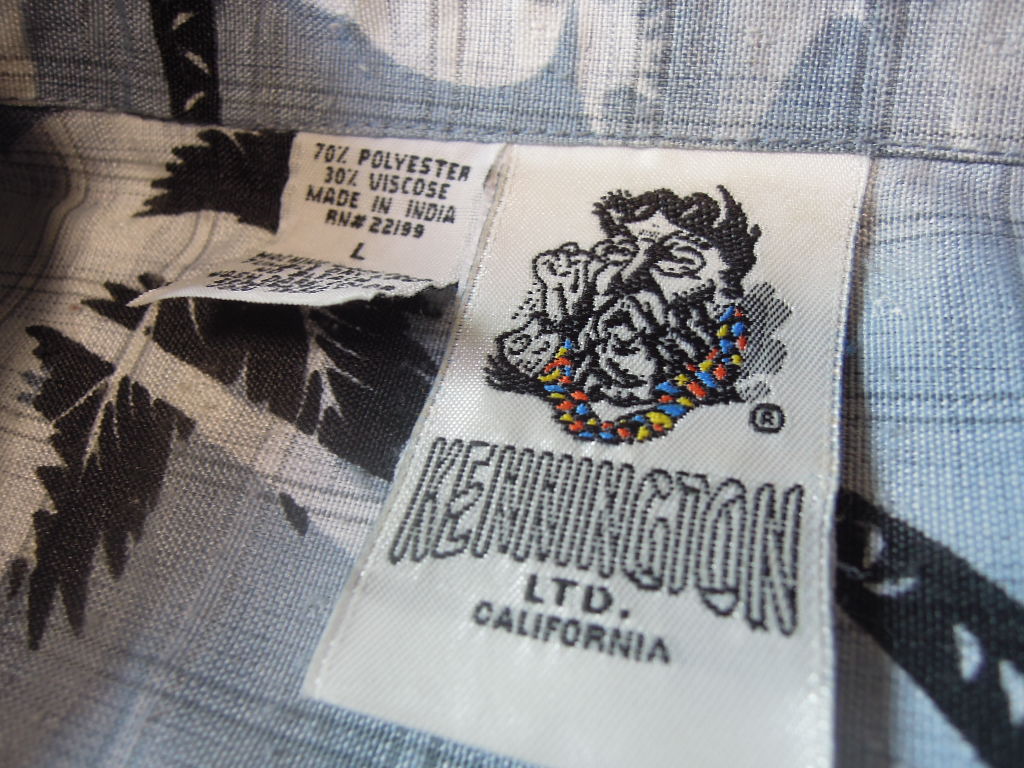 70% POLYESTER
30% VISCOSE
MADE IN INDIA
RN# 22199
L
®
KENNINGTON
LTD.
CALIFORNIA